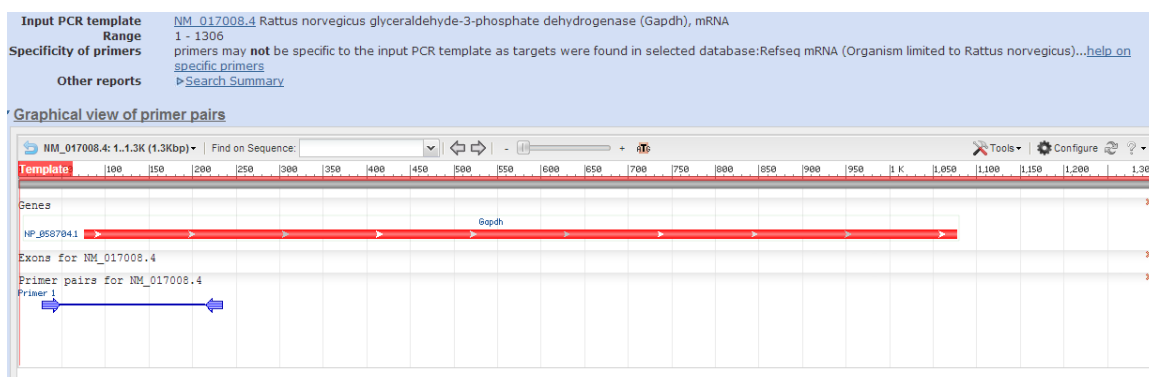 Input PCR template NM_017008.4 Rattus norvegicus glyceraldehyde-3-phosphate dehydrogenase (Gapdh), mRNA
Range 1 - 1306
Specificity of primers primers may not be specific to the input PCR template as targets were found in selected database:Refseq mRNA (Organism limited to Rattus norvegicus)...help on
specific primers
Other reports Search Summary
Graphical view of primer pairs
NM_017008.4: 1..1.3K (1.3Kbp) Find on Sequence: - + Tools Configure ?
Template 100 150 200 250 300 350 400 450 500 550 600 650 700 750 800 850 900 950 1 K 1,050 1,100 1,150 1,200 1,30
Genes
Gapdh
NP_058704.1
Exons for NM_017008.4
Primer pairs for NM_017008.4
Primer 1